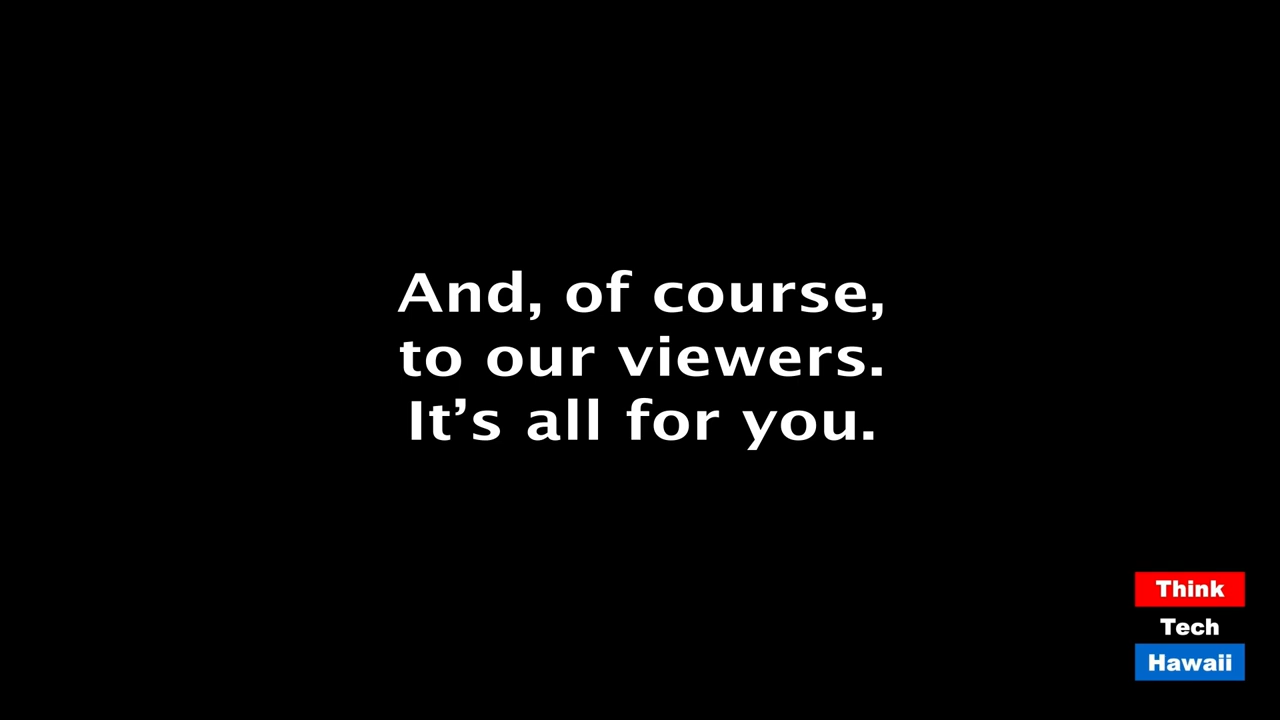 And, of course,
to our viewers.
It’s all for you.
Think
Tech
Hawaii